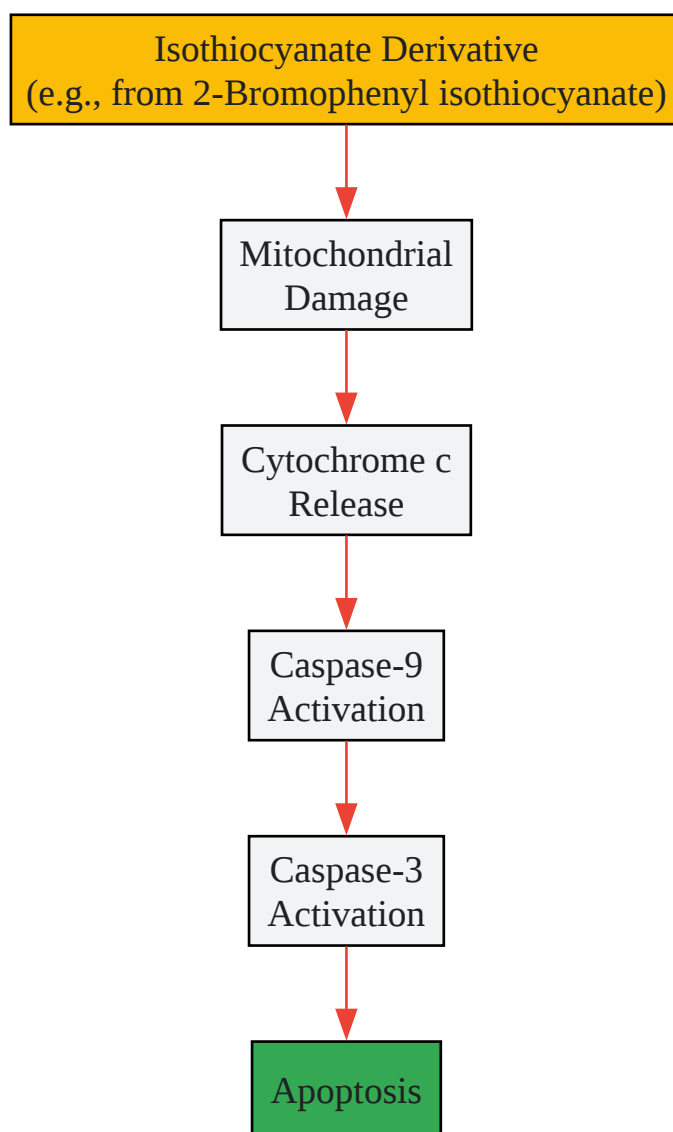 Isothiocyanate Derivative
(e.g., from 2-Bromophenyl isothiocyanate)
Mitochondrial
Damage
Cytochrome c
Release
Caspase-9
Activation
Caspase-3
Activation
Apoptosis